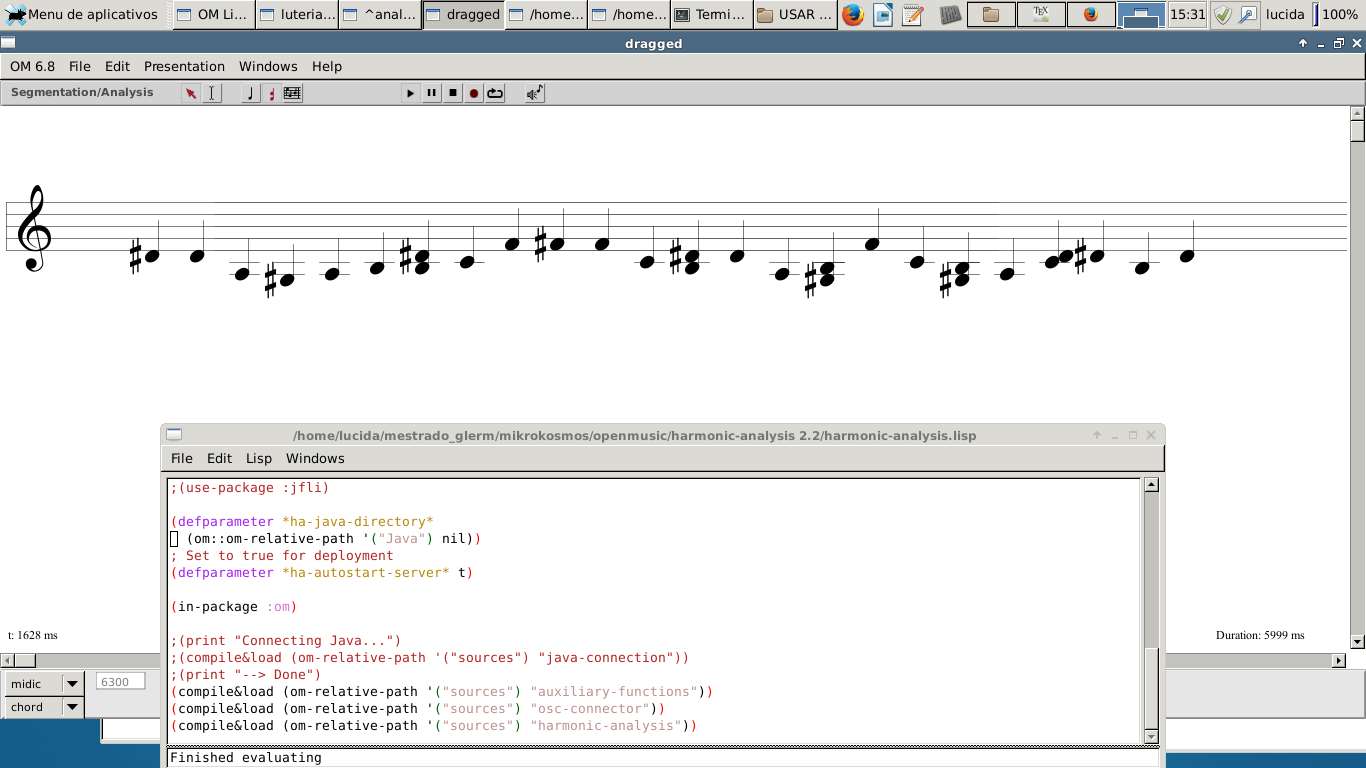 Menu de aplicativos OM Li... luteria... ^anal... dragged /home... /home... Termi... USAR ... TEX 15:31 lucida 100%
dragged
OM 6.8 File Edit Presentation Windows Help
Segmentation/Analysis
/home/lucida/mestrado_glerm/mikrokosmos/openmusic/harmonic-analysis 2.2/harmonic-analysis.lisp
File Edit Lisp Windows
;(use-package :jfli)
(defparameter *ha-java-directory*
(om::om-relative-path '("Java") nil))
; Set to true for deployment
(defparameter *ha-autostart-server* t)
(in-package :om)
;(print "Connecting Java...")
;(compile&load (om-relative-path '("sources") "java-connection"))
;(print "--> Done")
(compile&load (om-relative-path '("sources") "auxiliary-functions"))
(compile&load (om-relative-path '("sources") "osc-connector"))
(compile&load (om-relative-path '("sources") "harmonic-analysis"))
Finished evaluating
t: 1628 ms
Duration: 5999 ms
midic 6300
chord